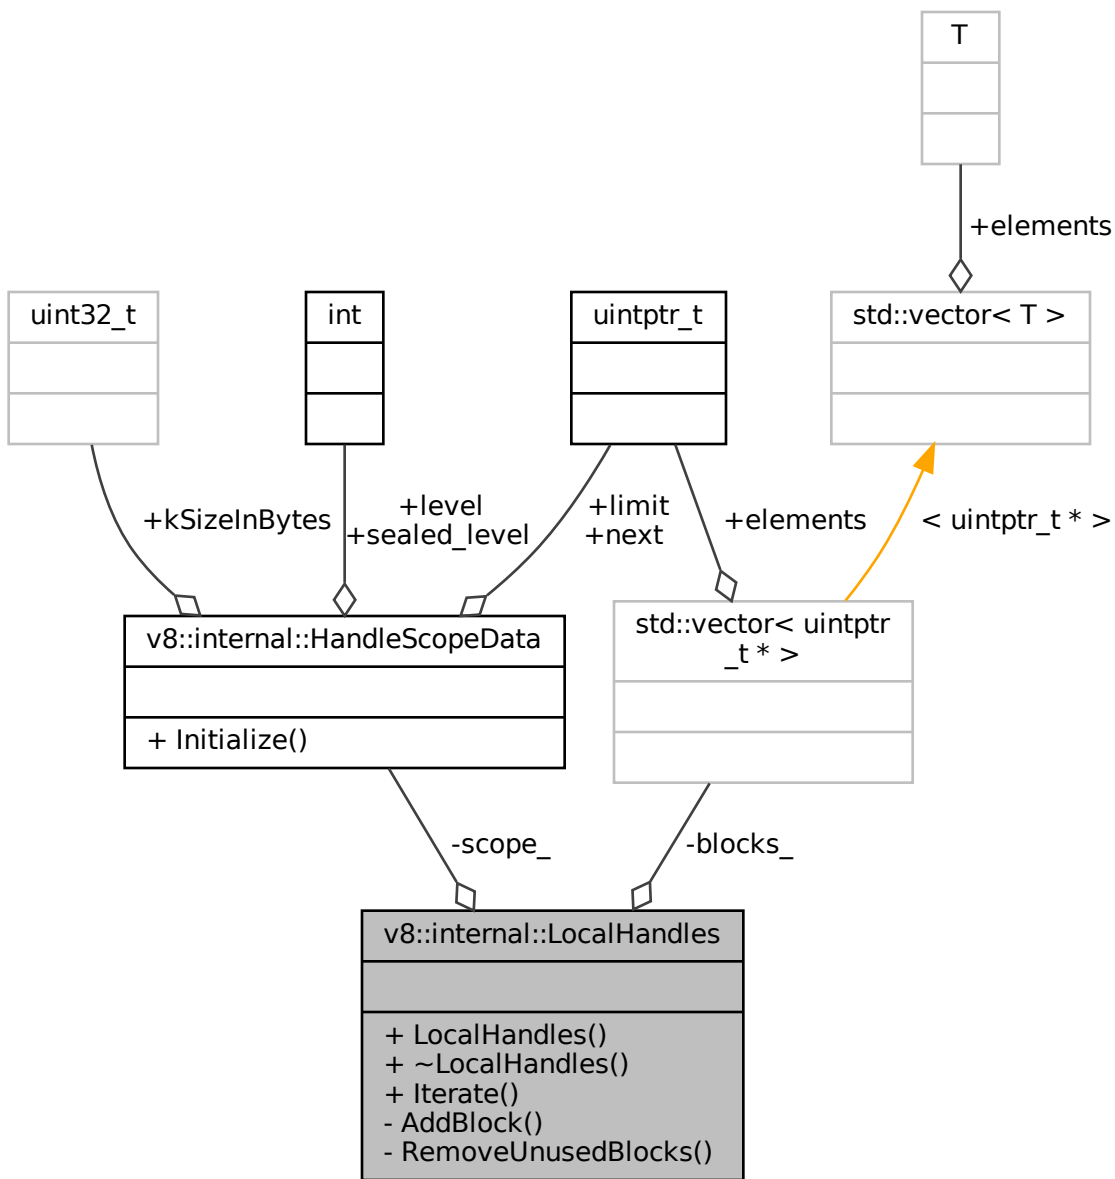 T
+elements
uint32_t
int
uintptr_t
std::vector< T >
+kSizeInBytes
+level
+sealed_level
+limit
+next
+elements
< uintptr_t * >
v8::internal::HandleScopeData
+ Initialize()
std::vector< uintptr
_t * >
-scope_
-blocks_
v8::internal::LocalHandles
+ LocalHandles()
+ ~LocalHandles()
+ Iterate()
- AddBlock()
- RemoveUnusedBlocks()